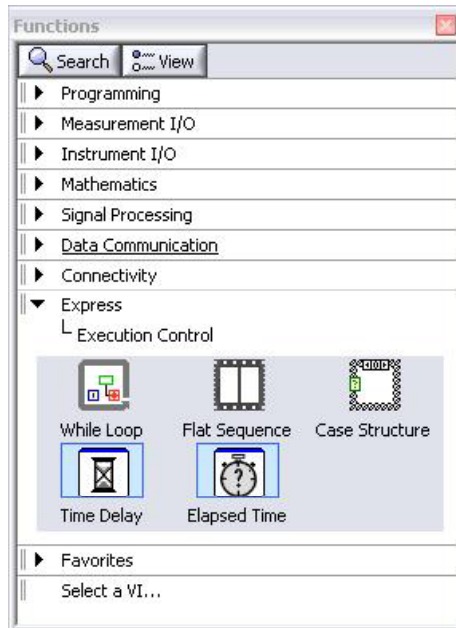 Functions
Search View
Programming
Measurement I/O
Instrument I/O
Mathematics
Signal Processing
Data Communication
Connectivity
Express
Execution Control
While Loop Flat Sequence Case Structure
Time Delay Elapsed Time
Favorites
Select a VI...